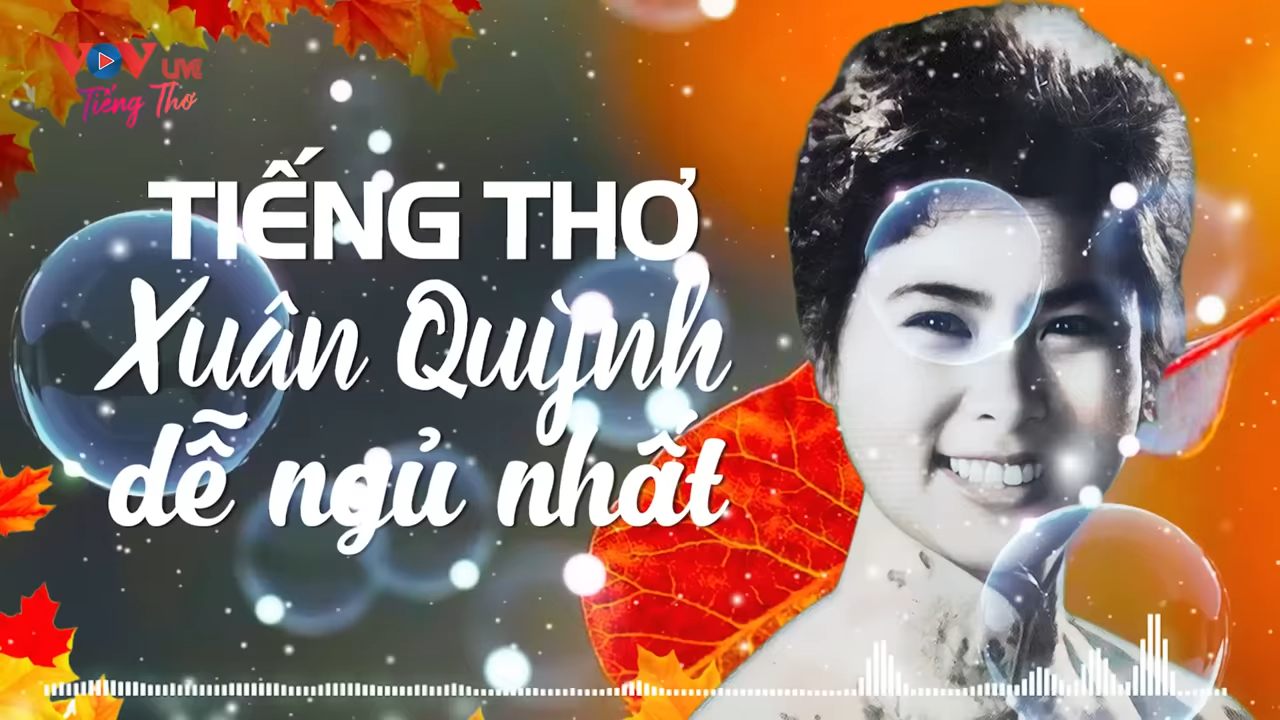 VOV LIVE
Tiếng Thơ
TIẾNG THƠ
Xuân Quỳnh
dễ ngủ nhất